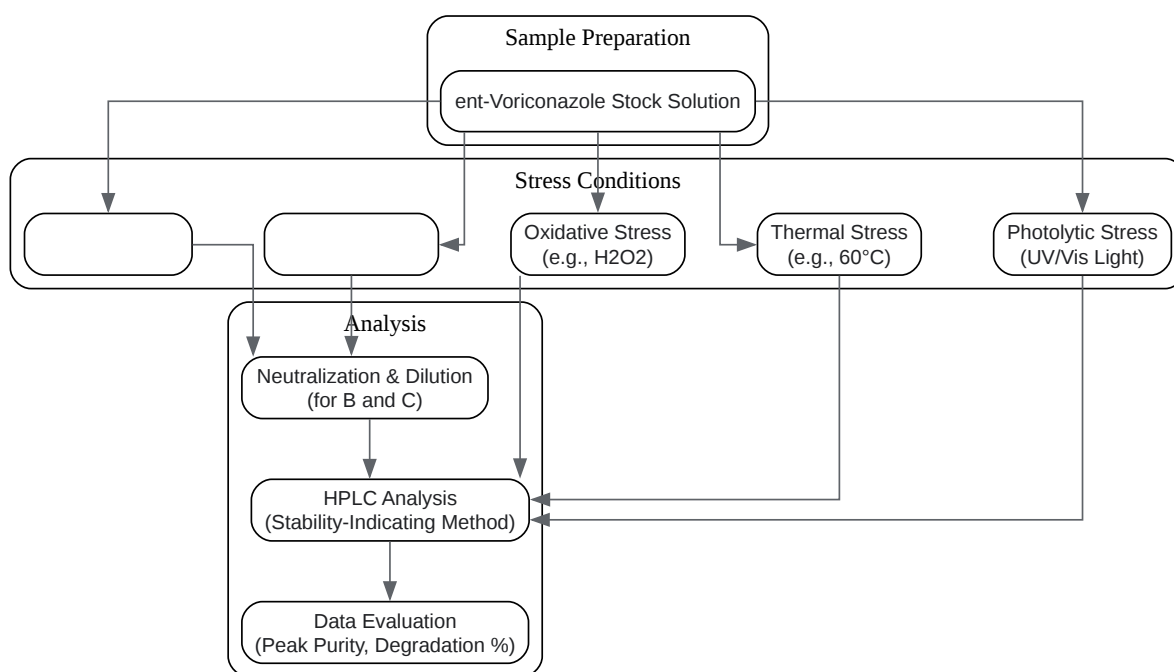 Sample Preparation
ent-Voriconazole Stock Solution
Stress Conditions
Oxidative Stress
(e.g., H2O2)
Thermal Stress
(e.g., 60°C)
Photolytic Stress
(UV/Vis Light)
Analysis
Neutralization & Dilution
(for B and C)
HPLC Analysis
(Stability-Indicating Method)
Data Evaluation
(Peak Purity, Degradation %)